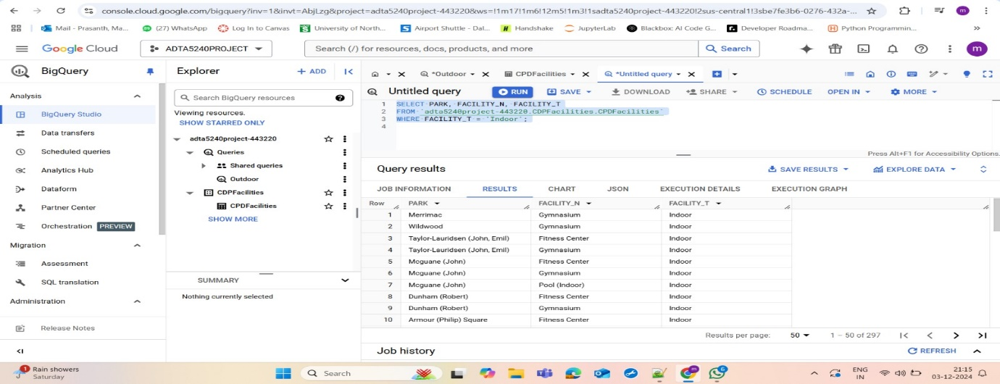 console.cloud.google.com/bigquery?inv=1&invt=AbjLzg&project=adta5240project-443220&ws=!1m17!1m6!12m5!1m3!1sadta5240project-443220!2sus-central1!3sbe7fe3b6-0276-432a-...
m
Mail - Prasanth, Ma... (27) WhatsApp Log In to Canvas University of North... Airport Shuttle - Dal... Handshake JupyterLab Blackbox: AI Code G... Developer Roadma... Python Programmin...
Google Cloud ADTA5240PROJECT Search (/) for resources, docs, products, and more Search m
BigQuery
Analysis
BigQuery Studio
Data transfers
Scheduled queries
Analytics Hub
Dataform
Partner Center
Orchestration PREVIEW
Migration
Assessment
SQL translation
Administration
Release Notes
Explorer + ADD
Search BigQuery resources
Viewing resources.
SHOW STARRED ONLY
adta5240project-443220
Queries
Shared queries
Outdoor
CDPFacilities
CPDFacilities
SHOW MORE
SUMMARY
Nothing currently selected
*Outdoor CPDFacilities *Untitled query
Untitled query RUN SAVE DOWNLOAD SHARE SCHEDULE OPEN IN MORE
1 SELECT PARK, FACILITY_N, FACILITY_T
2 FROM `adta5240project-443220.CDPFacilities.CPDFacilities`
3 WHERE FACILITY_T = 'Indoor';
4
Press Alt+F1 for Accessibility Options.
Query results SAVE RESULTS EXPLORE DATA
JOB INFORMATION RESULTS CHART JSON EXECUTION DETAILS EXECUTION GRAPH
Row PARK FACILITY_N FACILITY_T
1 Merrimac Gymnasium Indoor
2 Wildwood Gymnasium Indoor
3 Taylor-Lauridsen (John, Emil) Fitness Center Indoor
4 Taylor-Lauridsen (John, Emil) Gymnasium Indoor
5 Mcguane (John) Fitness Center Indoor
6 Mcguane (John) Gymnasium Indoor
7 Mcguane (John) Pool (Indoor) Indoor
8 Dunham (Robert) Fitness Center Indoor
9 Dunham (Robert) Gymnasium Indoor
10 Armour (Philip) Square Fitness Center Indoor
Results per page: 50 1 – 50 of 297
Job history REFRESH
1 Rain showers
Saturday
Search
6
ENG
IN
21:15
03-12-2024